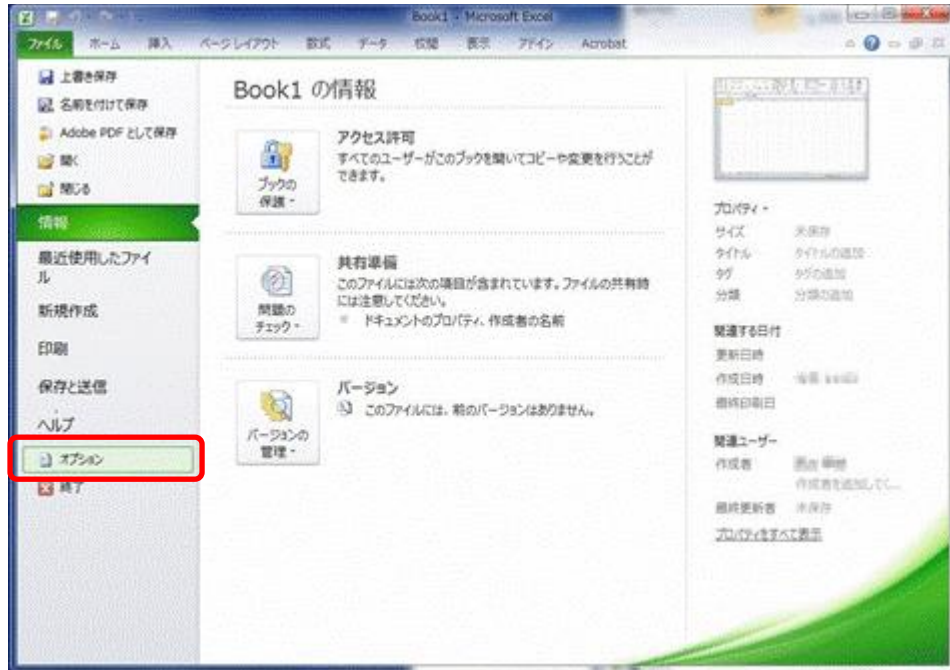 Book1 - Microsoft Excel
ファイル ホーム 挿入 ページ レイアウト 数式 データ 校閲 表示 アドイン Acrobat
上書き保存
名前を付けて保存
Adobe PDF として保存
開く
閉じる
情報
最近使用したファイ
ル
新規作成
印刷
保存と送信
ヘルプ
オプション
終了
Book1 の情報
ブックの
保護
アクセス許可
すべてのユーザーがこのブックを開いてコピーや変更を行うことが
できます。
問題の
チェック
共有準備
このファイルには次の項目が含まれています。ファイルの共有時
には注意してください。
ドキュメントのプロパティ、作成者の名前
バージョンの
管理
バージョン
このファイルには、前のバージョンはありません。
プロパティ
サイズ 未保存
タイトル タイトルの追加
タグ タグの追加
分類 分類の追加
関連する日付
更新日時
作成日時
最終印刷日
関連ユーザー
作成者
作成者を追加してく...
最終更新者 未保存
プロパティをすべて表示